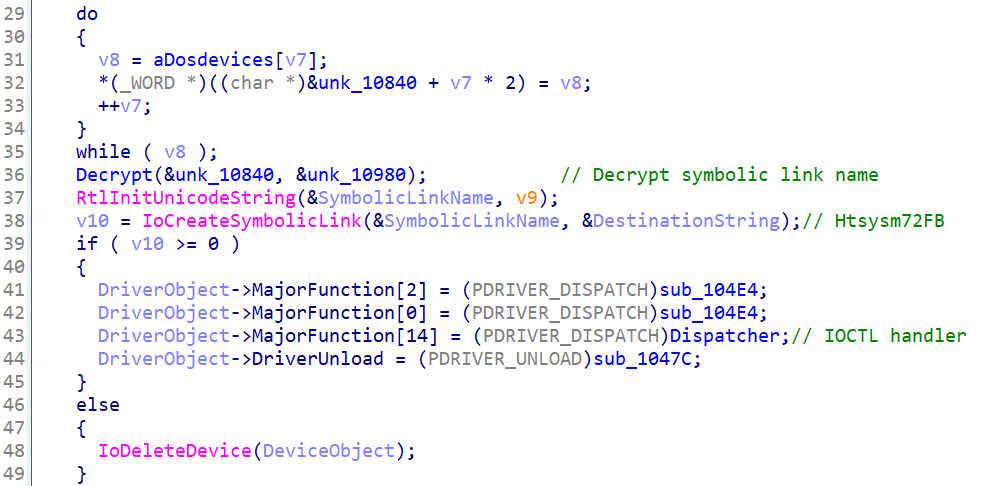 29 do
30 {
31 v8 = aDosdevices[v7];
32 *(_WORD *)((char *)&unk_10840 + v7 * 2) = v8;
33 ++v7;
34 }
35 while ( v8 );
36 Decrypt(&unk_10840, &unk_10980); // Decrypt symbolic link name
37 RtlInitUnicodeString(&SymbolicLinkName, v9);
38 v10 = IoCreateSymbolicLink(&SymbolicLinkName, &DestinationString);// Htsysm72FB
39 if ( v10 >= 0 )
40 {
41 DriverObject->MajorFunction[2] = (PDRIVER_DISPATCH)sub_104E4;
42 DriverObject->MajorFunction[0] = (PDRIVER_DISPATCH)sub_104E4;
43 DriverObject->MajorFunction[14] = (PDRIVER_DISPATCH)Dispatcher;// IOCTL handler
44 DriverObject->DriverUnload = (PDRIVER_UNLOAD)sub_1047C;
45 }
46 else
47 {
48 IoDeleteDevice(DeviceObject);
49 }